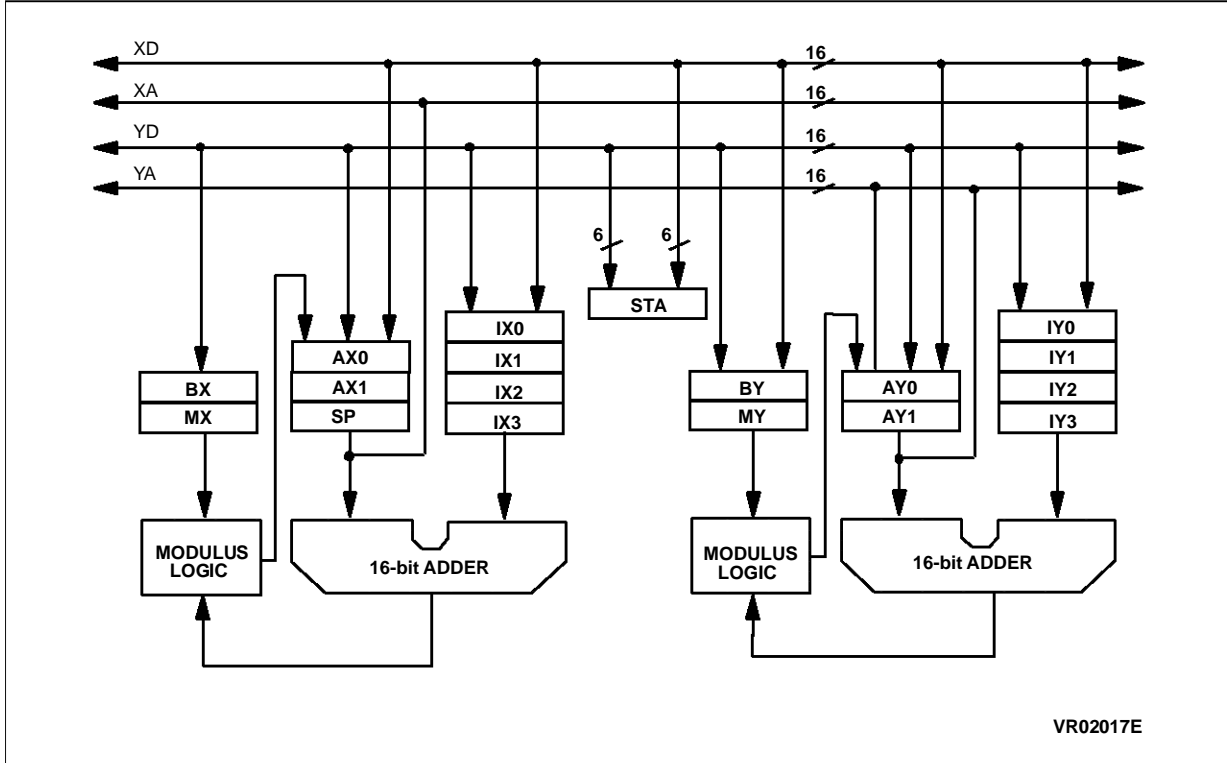 XD
16
XA
16
YD
16
YA
16
6
6
STA
IX0
IX1
IX2
IX3
AX0
AX1
SP
BX
MX
BY
MY
AY0
AY1
IY0
IY1
IY2
IY3
MODULUS
LOGIC
16-bit ADDER
MODULUS
LOGIC
16-bit ADDER
VR02017E